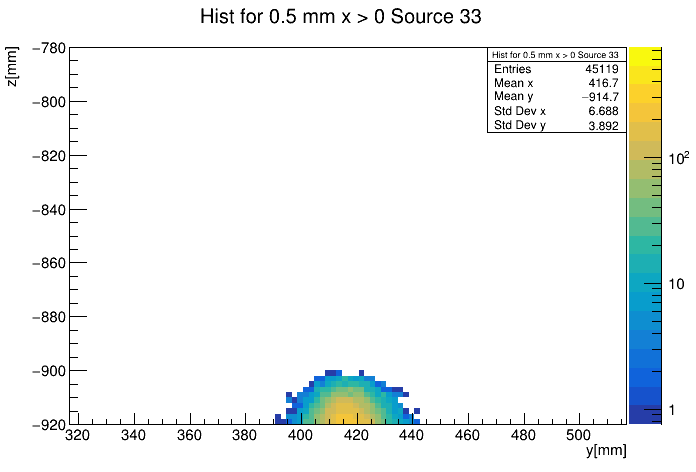 Hist for 0.5 mm x > 0 Source 33
z[mm]
−780
−800
−820
−840
−860
−880
−900
−920
320 340 360 380 400 420 440 460 480 500
y[mm]
Hist for 0.5 mm x > 0 Source 33
Entries 45119
Mean x 416.7
Mean y −914.7
Std Dev x 6.688
Std Dev y 3.892
10²
10
1